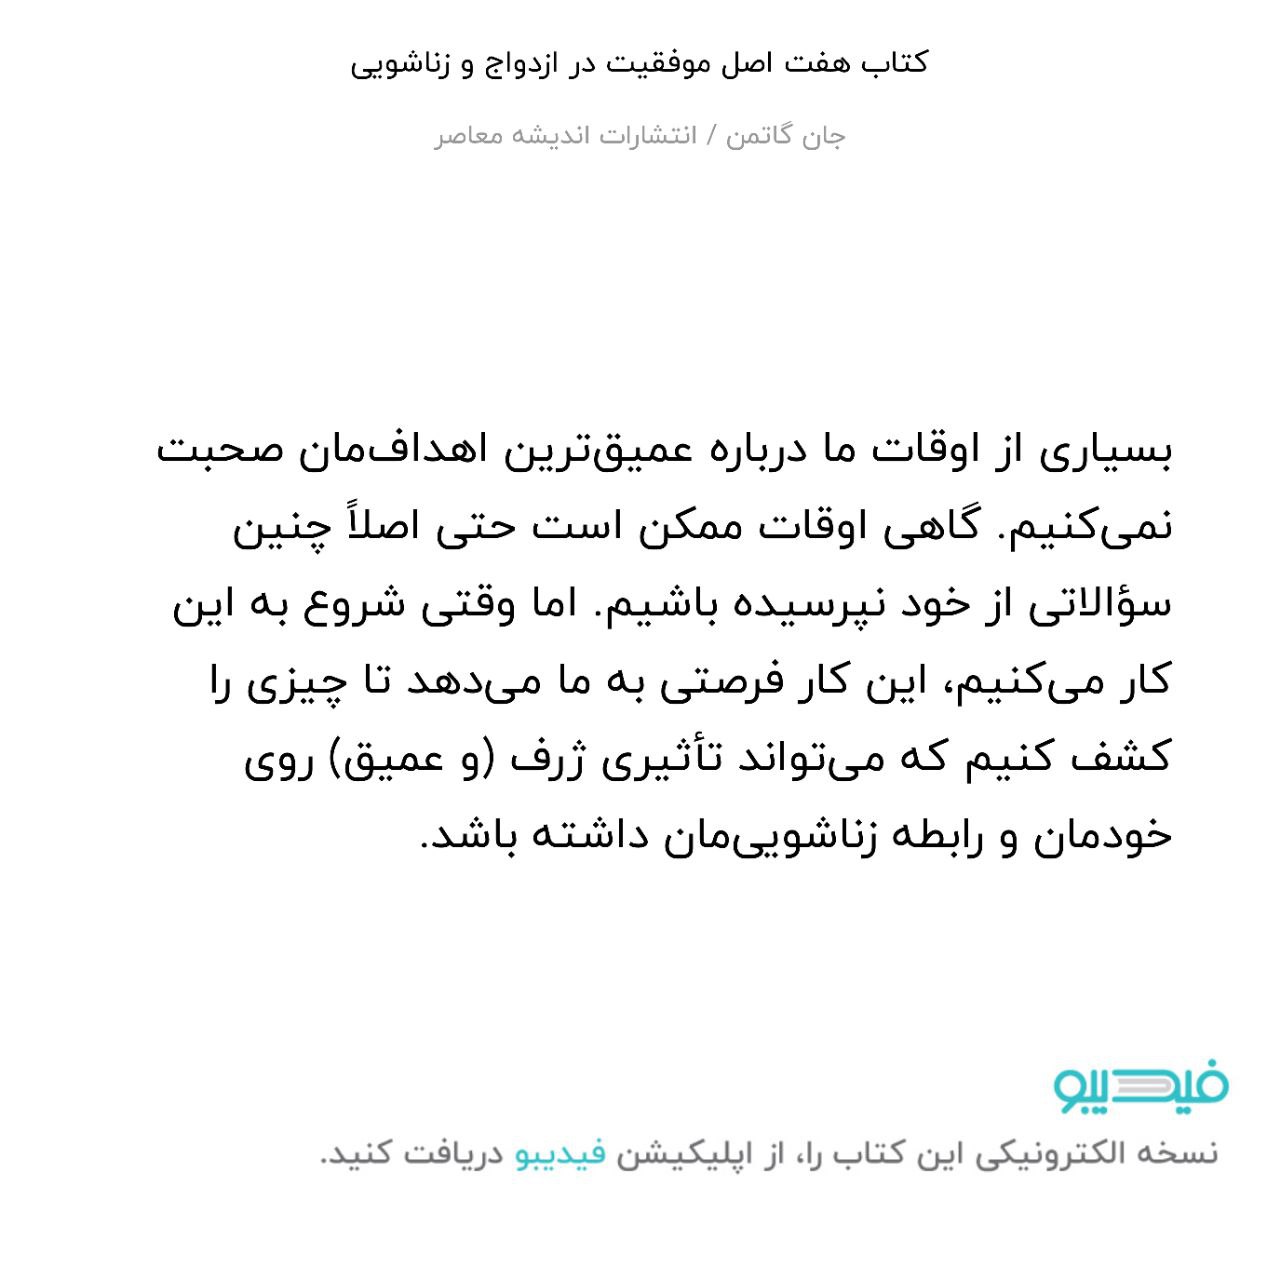 کتاب هفت اصل موفقیت در ازدواج و زناشویی
جان گاتمن / انتشارات اندیشه معاصر
بسیاری از اوقات ما درباره عمیق‌ترین اهداف‌مان صحبت
نمی‌کنیم. گاهی اوقات ممکن است حتی اصلاً چنین
سؤالاتی از خود نپرسیده باشیم. اما وقتی شروع به این
کار می‌کنیم، این کار فرصتی به ما می‌دهد تا چیزی را
کشف کنیم که می‌تواند تأثیری ژرف (و عمیق) روی
خودمان و رابطه زناشویی‌مان داشته باشد.
فیدیبو
نسخه الکترونیکی این کتاب را، از اپلیکیشن فیدیبو دریافت کنید.